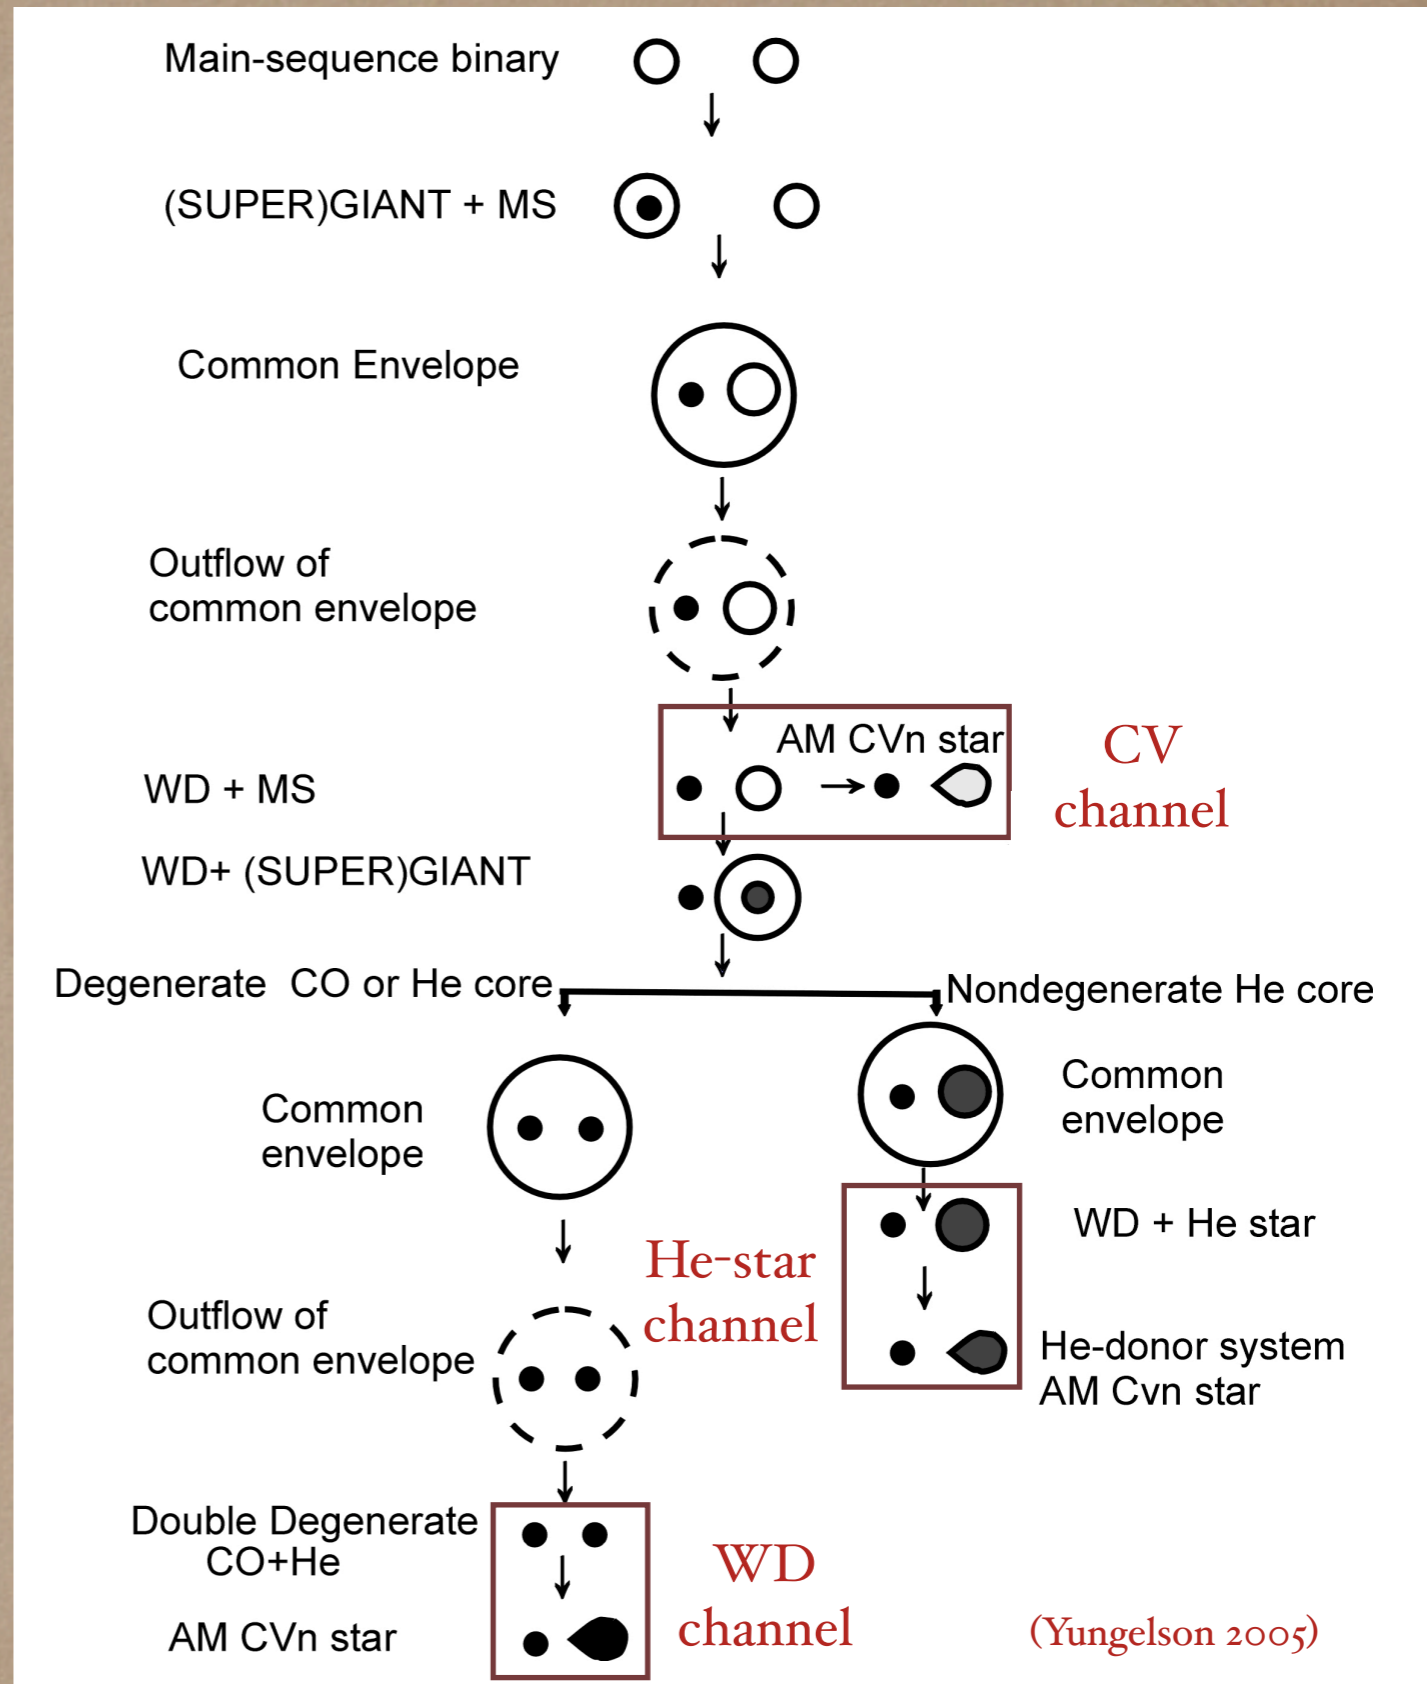 Main-sequence binary
(SUPER)GIANT + MS
Common Envelope
Outflow of
common envelope
AM CVn star
CV
channel
WD + MS
WD+ (SUPER)GIANT
Degenerate CO or He core
Nondegenerate He core
Common
envelope
Common
envelope
WD + He star
He-star
channel
Outflow of
common envelope
He-donor system
AM Cvn star
Double Degenerate
CO+He
AM CVn star
WD
channel
(Yungelson 2005)